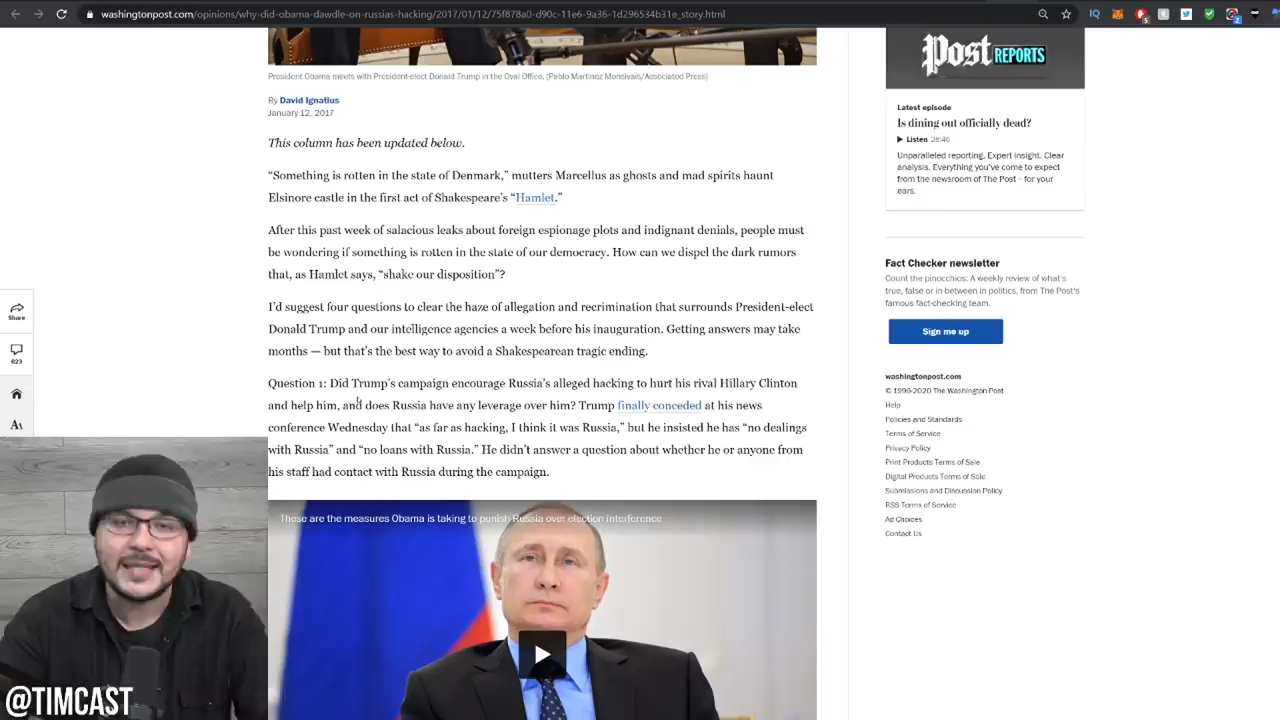 washingtonpost.com/opinions/why-did-obama-dawdle-on-russias-hacking/2017/01/12/75f878a0-d90c-11e6-9a36-1d296534b31e_story.html
IQ
President Obama meets with President-elect Donald Trump in the Oval Office. (Pablo Martinez Monsivais/Associated Press)
By David Ignatius
January 12, 2017
This column has been updated below.
“Something is rotten in the state of Denmark,” mutters Marcellus as ghosts and mad spirits haunt
Elsinore castle in the first act of Shakespeare’s “Hamlet.”
After this past week of salacious leaks about foreign espionage plots and indignant denials, people must
be wondering if something is rotten in the state of our democracy. How can we dispel the dark rumors
that, as Hamlet says, “shake our disposition”?
I’d suggest four questions to clear the haze of allegation and recrimination that surrounds President-elect
Donald Trump and our intelligence agencies a week before his inauguration. Getting answers may take
months — but that’s the best way to avoid a Shakespearean tragic ending.
Question 1: Did Trump’s campaign encourage Russia’s alleged hacking to hurt his rival Hillary Clinton
and help him, and does Russia have any leverage over him? Trump finally conceded at his news
conference Wednesday that “as far as hacking, I think it was Russia,” but he insisted he has “no dealings
with Russia” and “no loans with Russia.” He didn’t answer a question about whether he or anyone from
his staff had contact with Russia during the campaign.
These are the measures Obama is taking to punish Russia over election interference
Share
623
AA
@TIMCAST
Post REPORTS
Latest episode
Is dining out officially dead?
Listen 28:46
Unparalleled reporting. Expert insight. Clear
analysis. Everything you’ve come to expect
from the newsroom of The Post - for your
ears.
Fact Checker newsletter
Count the pinocchios: A weekly review of what's
true, false or in-between in politics, from The Post's
famous fact-checking team.
Sign me up
washingtonpost.com
© 1996-2020 The Washington Post
Help
Policies and Standards
Terms of Service
Privacy Policy
Print Products Terms of Sale
Digital Products Terms of Sale
Submissions and Discussion Policy
RSS Terms of Service
Ad Choices
Contact Us